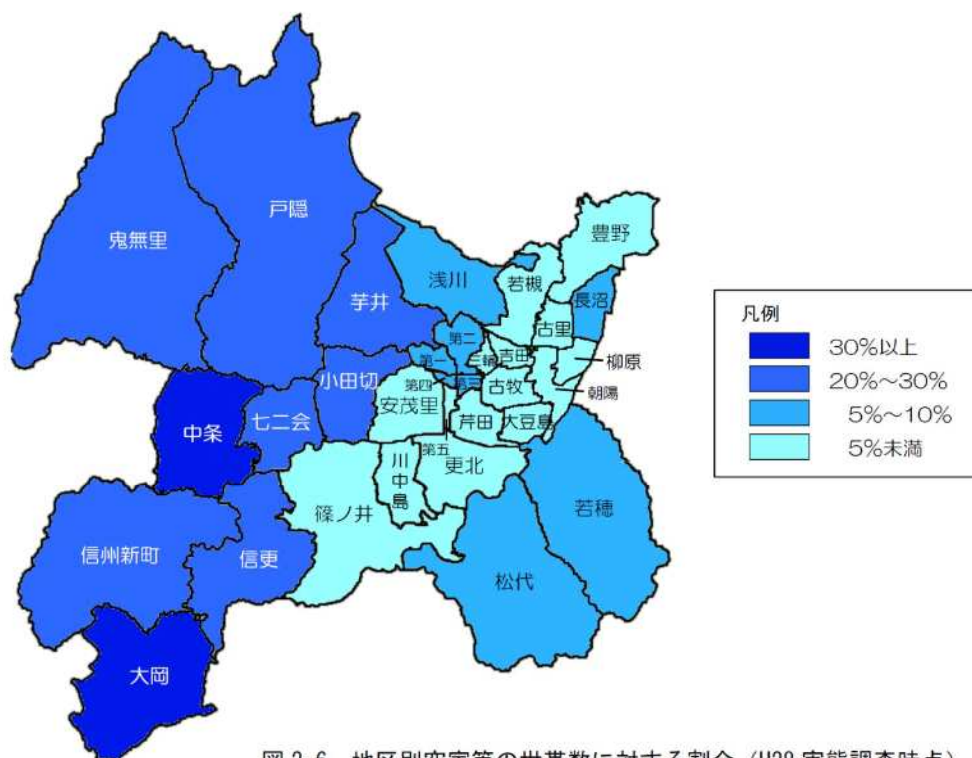 鬼無里
戸隠
芋井
浅川
若槻
豊野
長沼
古里
第二
第一
三輪
吉田
柳原
朝陽
小田切
第四
第三
古牧
安茂里
芹田
大豆島
中条
七二会
第五
更北
川中島
篠ノ井
若穂
信州新町
信更
松代
大岡
凡例
30%以上
20%~30%
5%~10%
5%未満
図 2-6 地区別空家等の世帯数に対する割合(H28 実態調査時点)